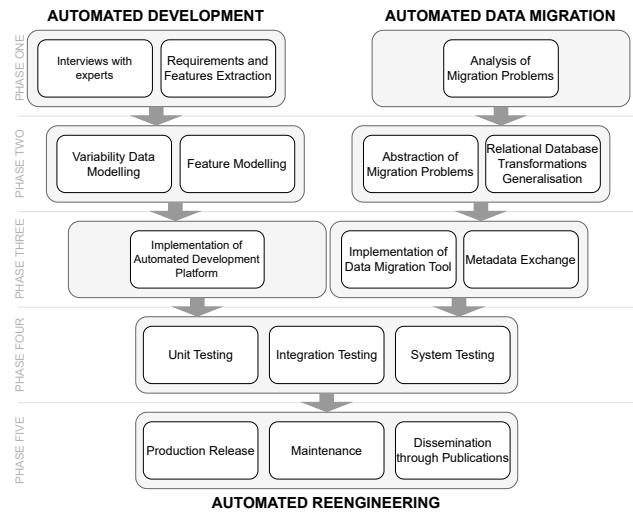 AUTOMATED DEVELOPMENT
AUTOMATED DATA MIGRATION
PHASE ONE
Interviews with
experts
Requirements and
Features Extraction
Analysis of
Migration Problems
PHASE TWO
Variability Data
Modelling
Feature Modelling
Abstraction of
Migration Problems
Relational Database
Transformations
Generalisation
PHASE THREE
Implementation of
Automated Development
Platform
Implementation of
Data Migration Tool
Metadata Exchange
PHASE FOUR
Unit Testing
Integration Testing
System Testing
PHASE FIVE
Production Release
Maintenance
Dissemination
through Publications
AUTOMATED REENGINEERING